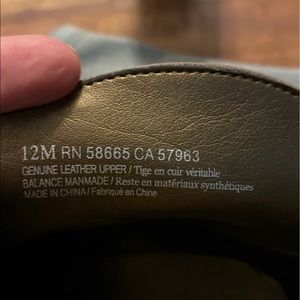 12M RN 58665 CA 57963
GENUINE LEATHER UPPER / Tige en cuir véritable
BALANCE MANMADE / Reste en matériaux synthétiques
MADE IN CHINA / Fabriqué en Chine